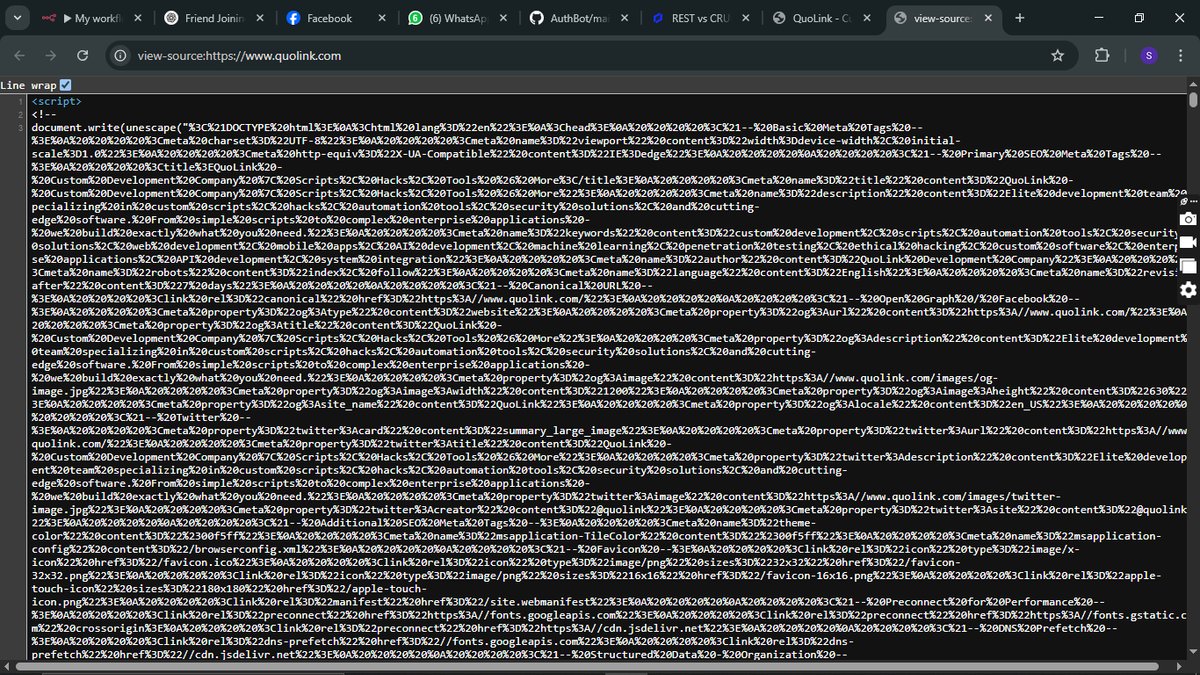 ▶ My workfl
Friend Joinin
Facebook
(6) WhatsAp
AuthBot/mai
REST vs CRU
QuoLink - Cu
view-source:
view-source:https://www.quolink.com
S
Line wrap
1 <script>
2 <!--
3 document.write(unescape("%3C%21DOCTYPE%20html%3E%0A%3Chtml%20lang%3D%22en%22%3E%0A%3Chead%3E%0A%20%20%20%20%3C%21--%20Basic%20Meta%20Tags%20--
%3E%0A%20%20%20%20%3Cmeta%20charset%3D%22UTF-8%22%3E%0A%20%20%20%20%3Cmeta%20name%3D%22viewport%22%20content%3D%22width%3Ddevice-width%2C%20initial-
scale%3D1.0%22%3E%0A%20%20%20%20%3Cmeta%20http-equiv%3D%22X-UA-Compatible%22%20content%3D%22IE%3Dedge%22%3E%0A%20%20%20%20%0A%20%20%20%20%3C%21--%20Primary%20SEO%20Meta%20Tags%20--
%3E%0A%20%20%20%20%3Ctitle%3EQuoLink%20-
%20Custom%20Development%20Company%20%7C%20Scripts%2C%20Hacks%2C%20Tools%20%26%20More%3C/title%3E%0A%20%20%20%20%3Cmeta%20name%3D%22title%22%20content%3D%22QuoLink%20-
%20Custom%20Development%20Company%20%7C%20Scripts%2C%20Hacks%2C%20Tools%20%26%20More%22%3E%0A%20%20%20%20%3Cmeta%20name%3D%22description%22%20content%3D%22Elite%20development%20team%20
pecializing%20in%20custom%20scripts%2C%20hacks%2C%20automation%20tools%2C%20security%20solutions%2C%20and%20cutting-
edge%20software.%20From%20simple%20scripts%20to%20complex%20enterprise%20applications%20-
%20we%20build%20exactly%20what%20you%20need.%22%3E%0A%20%20%20%20%3Cmeta%20name%3D%22keywords%22%20content%3D%22custom%20development%2C%20scripts%2C%20automation%20tools%2C%20security
0solutions%2C%20web%20development%2C%20mobile%20apps%2C%20AI%20development%2C%20machine%20learning%2C%20penetration%20testing%2C%20ethical%20hacking%2C%20custom%20software%2C%20enterp
se%20applications%2C%20API%20development%2C%20system%20integration%22%3E%0A%20%20%20%20%3Cmeta%20name%3D%22author%22%20content%3D%22QuoLink%20Development%20Company%22%3E%0A%20%20%20%2
3Cmeta%20name%3D%22robots%22%20content%3D%22index%2C%20follow%22%3E%0A%20%20%20%20%3Cmeta%20name%3D%22language%22%20content%3D%22English%22%3E%0A%20%20%20%20%3Cmeta%20name%3D%22revisi
after%22%20content%3D%227%20days%22%3E%0A%20%20%20%20%0A%20%20%20%20%3C%21--%20Canonical%20URL%20--
%3E%0A%20%20%20%20%3Clink%20rel%3D%22canonical%22%20href%3D%22https%3A//www.quolink.com/%22%3E%0A%20%20%20%20%0A%20%20%20%20%3C%21--%20Open%20Graph%20/%20Facebook%20--
%3E%0A%20%20%20%20%3Cmeta%20property%3D%22og%3Atype%22%20content%3D%22website%22%3E%0A%20%20%20%20%3Cmeta%20property%3D%22og%3Aurl%22%20content%3D%22https%3A//www.quolink.com/%22%3E%0A
20%20%20%20%3Cmeta%20property%3D%22og%3Atitle%22%20content%3D%22QuoLink%20-
%20Custom%20Development%20Company%20%7C%20Scripts%2C%20Hacks%2C%20Tools%20%26%20More%22%3E%0A%20%20%20%20%3Cmeta%20property%3D%22og%3Adescription%22%20content%3D%22Elite%20development%
0team%20specializing%20in%20custom%20scripts%2C%20hacks%2C%20automation%20tools%2C%20security%20solutions%2C%20and%20cutting-
edge%20software.%20From%20simple%20scripts%20to%20complex%20enterprise%20applications%20-
%20we%20build%20exactly%20what%20you%20need.%22%3E%0A%20%20%20%20%3Cmeta%20property%3D%22og%3Aimage%22%20content%3D%22https%3A//www.quolink.com/images/og-
image.jpg%22%3E%0A%20%20%20%20%3Cmeta%20property%3D%22og%3Aimage%3Awidth%22%20content%3D%221200%22%3E%0A%20%20%20%20%3Cmeta%20property%3D%22og%3Aimage%3Aheight%22%20content%3D%22630%22
3E%0A%20%20%20%20%3Cmeta%20property%3D%22og%3Asite_name%22%20content%3D%22QuoLink%22%3E%0A%20%20%20%20%3Cmeta%20property%3D%22og%3Alocale%22%20content%3D%22en_US%22%3E%0A%20%20%20%20%0
%20%20%20%20%3C%21--%20Twitter%20--
%3E%0A%20%20%20%20%3Cmeta%20property%3D%22twitter%3Acard%22%20content%3D%22summary_large_image%22%3E%0A%20%20%20%20%3Cmeta%20property%3D%22twitter%3Aurl%22%20content%3D%22https%3A//www
quolink.com/%22%3E%0A%20%20%20%20%3Cmeta%20property%3D%22twitter%3Atitle%22%20content%3D%22QuoLink%20-
%20Custom%20Development%20Company%20%7C%20Scripts%2C%20Hacks%2C%20Tools%20%26%20More%22%3E%0A%20%20%20%20%3Cmeta%20property%3D%22twitter%3Adescription%22%20content%3D%22Elite%20develop
ent%20team%20specializing%20in%20custom%20scripts%2C%20hacks%2C%20automation%20tools%2C%20security%20solutions%2C%20and%20cutting-
edge%20software.%20From%20simple%20scripts%20to%20complex%20enterprise%20applications%20-
%20we%20build%20exactly%20what%20you%20need.%22%3E%0A%20%20%20%20%3Cmeta%20property%3D%22twitter%3Aimage%22%20content%3D%22https%3A//www.quolink.com/images/twitter-
image.jpg%22%3E%0A%20%20%20%20%3Cmeta%20property%3D%22twitter%3Acreator%22%20content%3D%22@quolink%22%3E%0A%20%20%20%20%3Cmeta%20property%3D%22twitter%3Asite%22%20content%3D%22@quolink
22%3E%0A%20%20%20%20%0A%20%20%20%20%3C%21--%20Additional%20SEO%20Meta%20Tags%20--%3E%0A%20%20%20%20%3Cmeta%20name%3D%22theme-
color%22%20content%3D%22%2300f5ff%22%3E%0A%20%20%20%20%3Cmeta%20name%3D%22msapplication-TileColor%22%20content%3D%22%2300f5ff%22%3E%0A%20%20%20%20%3Cmeta%20name%3D%22msapplication-
config%22%20content%3D%22/browserconfig.xml%22%3E%0A%20%20%20%20%0A%20%20%20%20%3C%21--%20Favicon%20--%3E%0A%20%20%20%20%3Clink%20rel%3D%22icon%22%20type%3D%22image/x-
icon%22%20href%3D%22/favicon.ico%22%3E%0A%20%20%20%20%3Clink%20rel%3D%22icon%22%20type%3D%22image/png%22%20sizes%3D%2232x32%22%20href%3D%22/favicon-
32x32.png%22%3E%0A%20%20%20%20%3Clink%20rel%3D%22icon%22%20type%3D%22image/png%22%20sizes%3D%2216x16%22%20href%3D%22/favicon-16x16.png%22%3E%0A%20%20%20%20%3Clink%20rel%3D%22apple-
touch-icon%22%20sizes%3D%22180x180%22%20href%3D%22/apple-touch-
icon.png%22%3E%0A%20%20%20%20%3Clink%20rel%3D%22manifest%22%20href%3D%22/site.webmanifest%22%3E%0A%20%20%20%20%0A%20%20%20%20%3C%21--%20Preconnect%20for%20Performance%20--
%3E%0A%20%20%20%20%3Clink%20rel%3D%22preconnect%22%20href%3D%22https%3A//fonts.googleapis.com%22%3E%0A%20%20%20%20%3Clink%20rel%3D%22preconnect%22%20href%3D%22https%3A//fonts.gstatic.c
m%22%20crossorigin%3E%0A%20%20%20%20%3Clink%20rel%3D%22preconnect%22%20href%3D%22https%3A//cdn.jsdelivr.net%22%3E%0A%20%20%20%20%0A%20%20%20%20%3C%21--%20DNS%20Prefetch%20--
%3E%0A%20%20%20%20%3Clink%20rel%3D%22dns-prefetch%22%20href%3D%22//fonts.googleapis.com%22%3E%0A%20%20%20%20%3Clink%20rel%3D%22dns-
prefetch%22%20href%3D%22//cdn.jsdelivr.net%22%3E%0A%20%20%20%20%0A%20%20%20%20%3C%21--%20Structured%20Data%20-%20Organization%20--